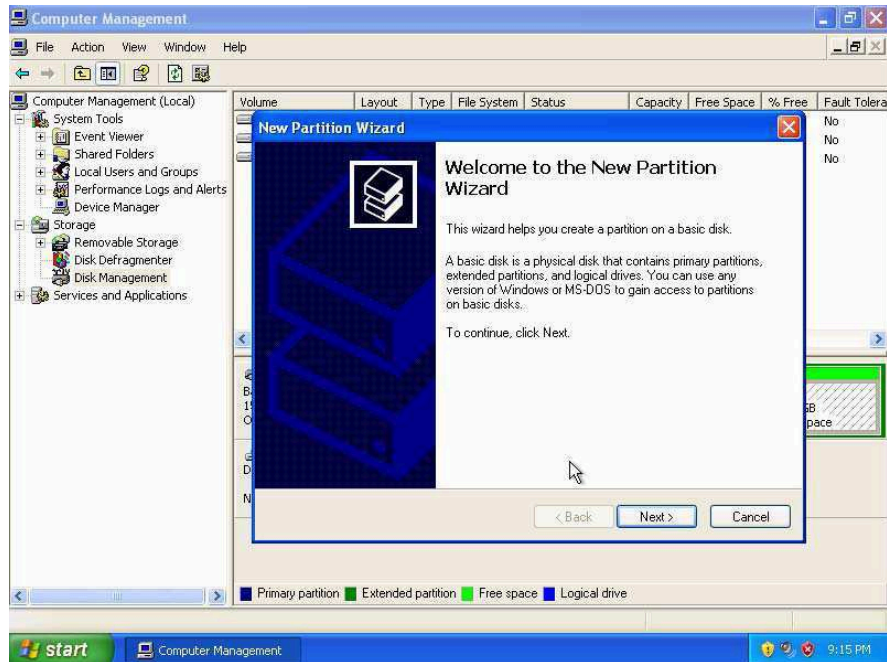 Computer Management
File Action View Window Help
Computer Management (Local)
System Tools
Event Viewer
Shared Folders
Local Users and Groups
Performance Logs and Alerts
Device Manager
Storage
Removable Storage
Disk Defragmenter
Disk Management
Services and Applications
Volume Layout Type File System Status Capacity Free Space % Free Fault Tolera
No
No
No
New Partition Wizard
Welcome to the New Partition
Wizard
This wizard helps you create a partition on a basic disk.
A basic disk is a physical disk that contains primary partitions,
extended partitions, and logical drives. You can use any
version of Windows or MS-DOS to gain access to partitions
on basic disks.
To continue, click Next.
< Back Next > Cancel
Primary partition Extended partition Free space Logical drive
start Computer Management 9:15 PM